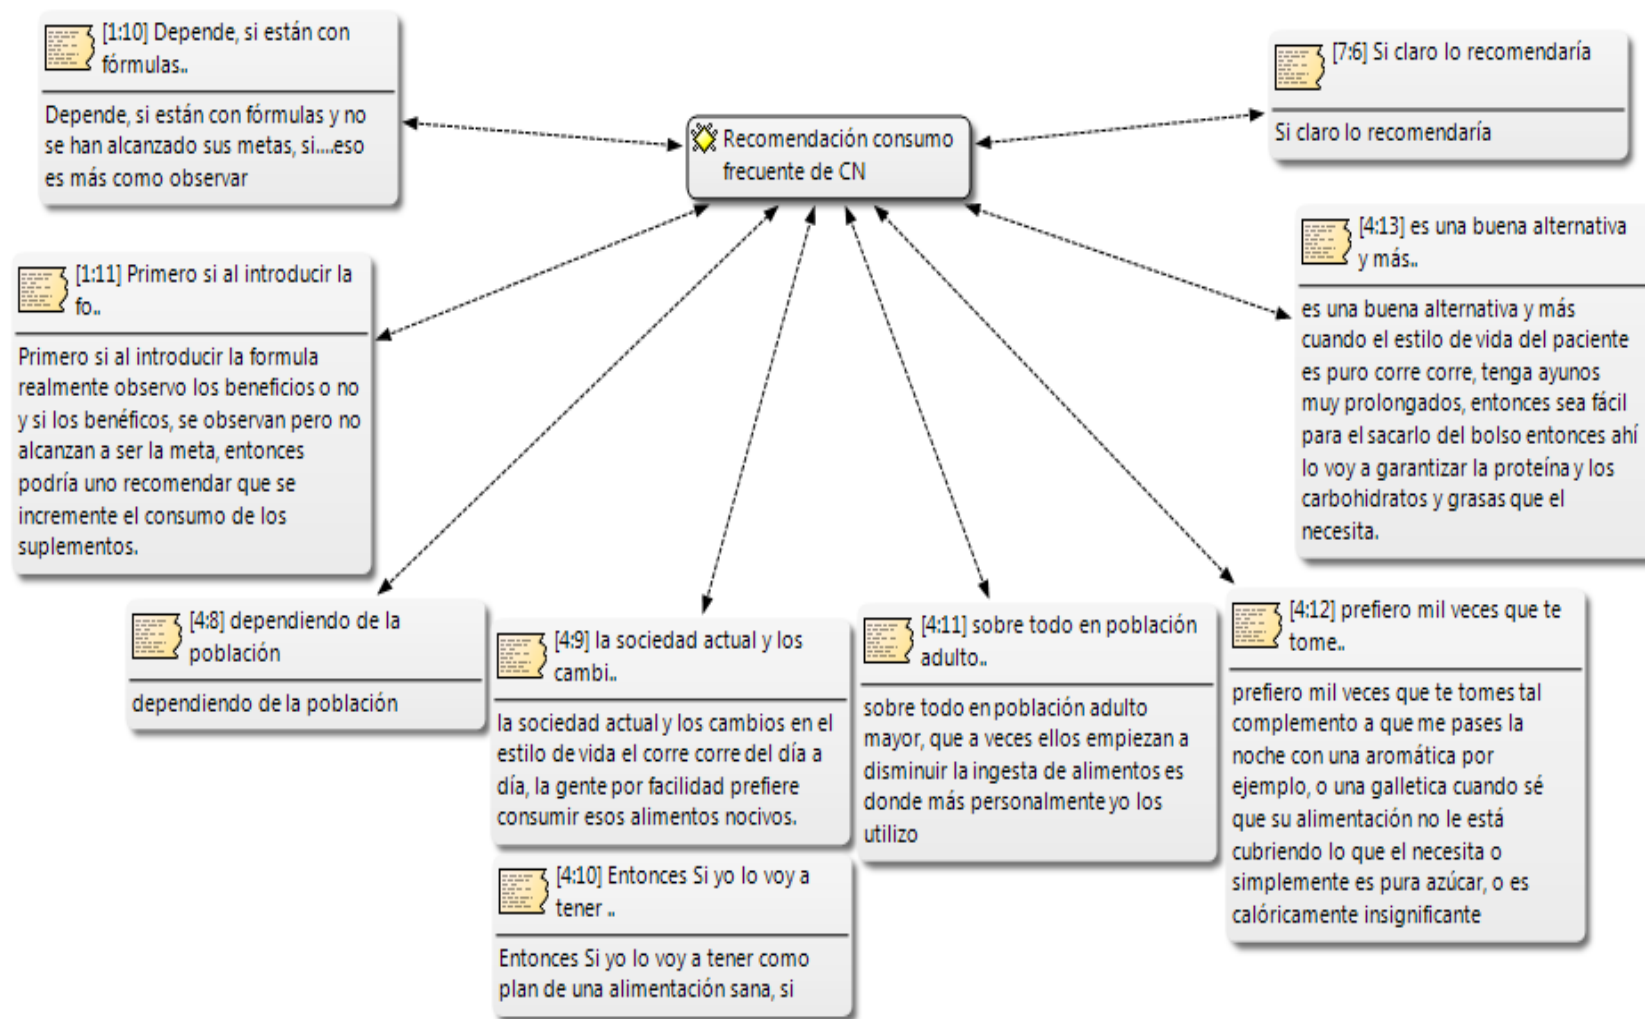 [1:10] Depende, si están con
fórmulas..
Depende, si están con fórmulas y no
se han alcanzado sus metas, si....eso
es más como observar
Recomendación consumo
frecuente de CN
[7:6] Si claro lo recomendaría
Si claro lo recomendaría
[1:11] Primero si al introducir la
fo..
Primero si al introducir la formula
realmente observo los beneficios o no
y si los benéficos, se observan pero no
alcanzan a ser la meta, entonces
podría uno recomendar que se
incremente el consumo de los
suplementos.
[4:13] es una buena alternativa
y más..
es una buena alternativa y más
cuando el estilo de vida del paciente
es puro corre corre, tenga ayunos
muy prolongados, entonces sea fácil
para el sacarlo del bolso entonces ahí
lo voy a garantizar la proteína y los
carbohidratos y grasas que el
necesita.
[4:8] dependiendo de la
población
dependiendo de la población
[4:9] la sociedad actual y los
cambi..
la sociedad actual y los cambios en el
estilo de vida el corre corre del día a
día, la gente por facilidad prefiere
consumir esos alimentos nocivos.
[4:10] Entonces Si yo lo voy a
tener ..
Entonces Si yo lo voy a tener como
plan de una alimentación sana, si
[4:11] sobre todo en población
adulto..
sobre todo en población adulto
mayor, que a veces ellos empiezan a
disminuir la ingesta de alimentos es
donde más personalmente yo los
utilizo
[4:12] prefiero mil veces que te
tome..
prefiero mil veces que te tomes tal
complemento a que me pases la
noche con una aromática por
ejemplo, o una galletica cuando sé
que su alimentación no le está
cubriendo lo que el necesita o
simplemente es pura azúcar, o es
calóricamente insignificante